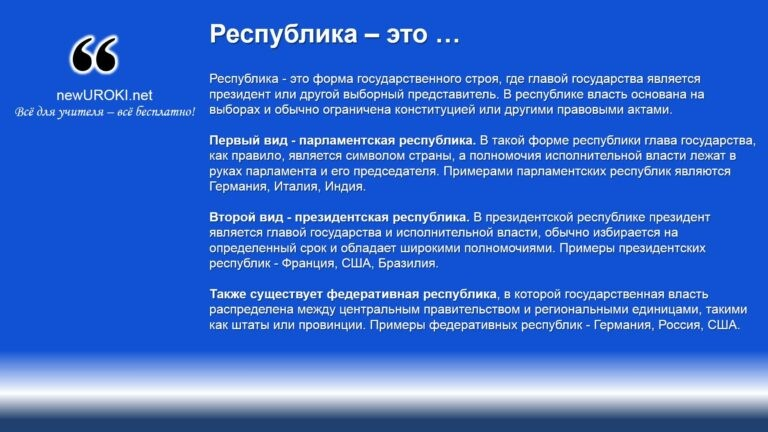 Республика – это …
newUROKI.net
Всё для учителя – всё бесплатно!
Республика - это форма государственного строя, где главой государства является
президент или другой выборный представитель. В республике власть основана на
выборах и обычно ограничена конституцией или другими правовыми актами.
Первый вид - парламентская республика. В такой форме республики глава государства,
как правило, является символом страны, а полномочия исполнительной власти лежат в
руках парламента и его председателя. Примерами парламентских республик являются
Германия, Италия, Индия.
Второй вид - президентская республика. В президентской республике президент
является главой государства и исполнительной власти, обычно избирается на
определенный срок и обладает широкими полномочиями. Примеры президентских
республик - Франция, США, Бразилия.
Также существует федеративная республика, в которой государственная власть
распределена между центральным правительством и региональными единицами, такими
как штаты или провинции. Примеры федеративных республик - Германия, Россия, США.